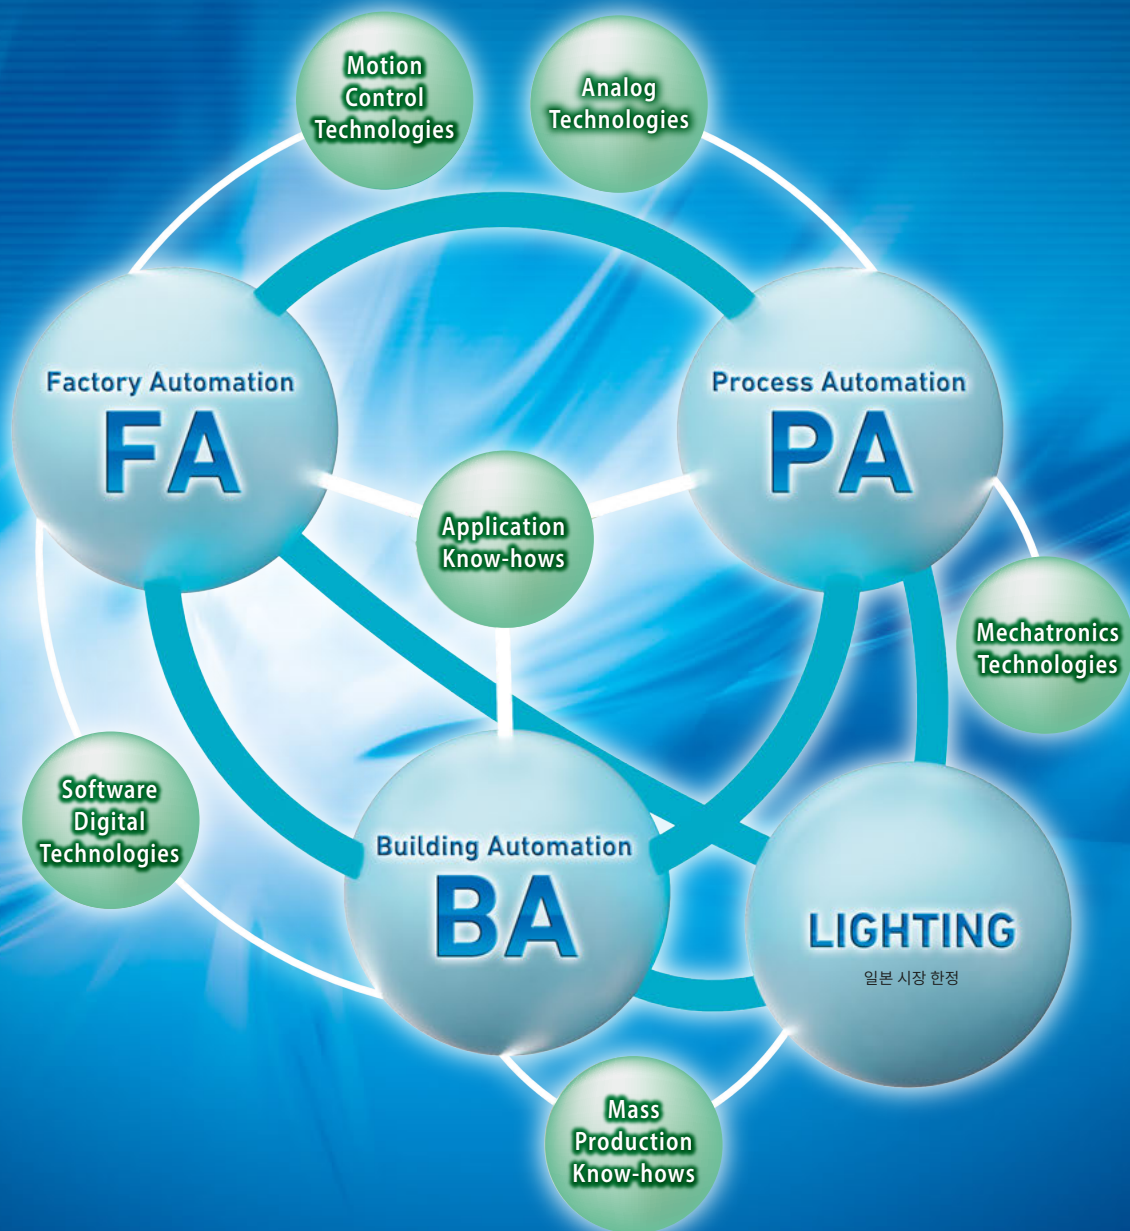 Motion
Control
Technologies
Analog
Technologies
Factory Automation
FA
Process Automation
PA
Application
Know-hows
Mechatronics
Technologies
Software
Digital
Technologies
Building Automation
BA
LIGHTING
일본 시장 한정
Mass
Production
Know-hows